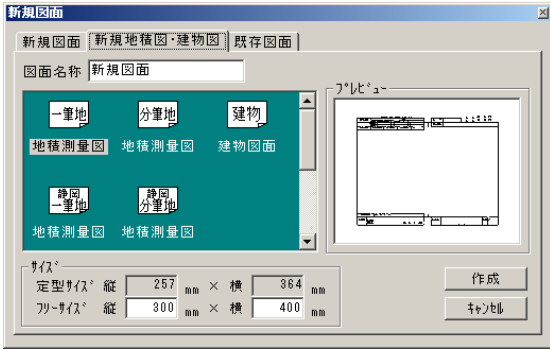 新規図面
新規図面 新規地積図・建物図 既存図面
図面名称 新規図面
ﾌﾟﾚﾋﾞｭｰ
一筆地 分筆地 建物
地積測量図 地積測量図 建物図面
静岡 静岡
一筆地 分筆地
地積測量図 地積測量図
ｻｲｽﾞ
定型ｻｲｽﾞ 縦 257 mm × 横 364 mm
ﾌﾘｰｻｲｽﾞ 縦 300 mm × 横 400 mm
作成
ｷｬﾝｾﾙ